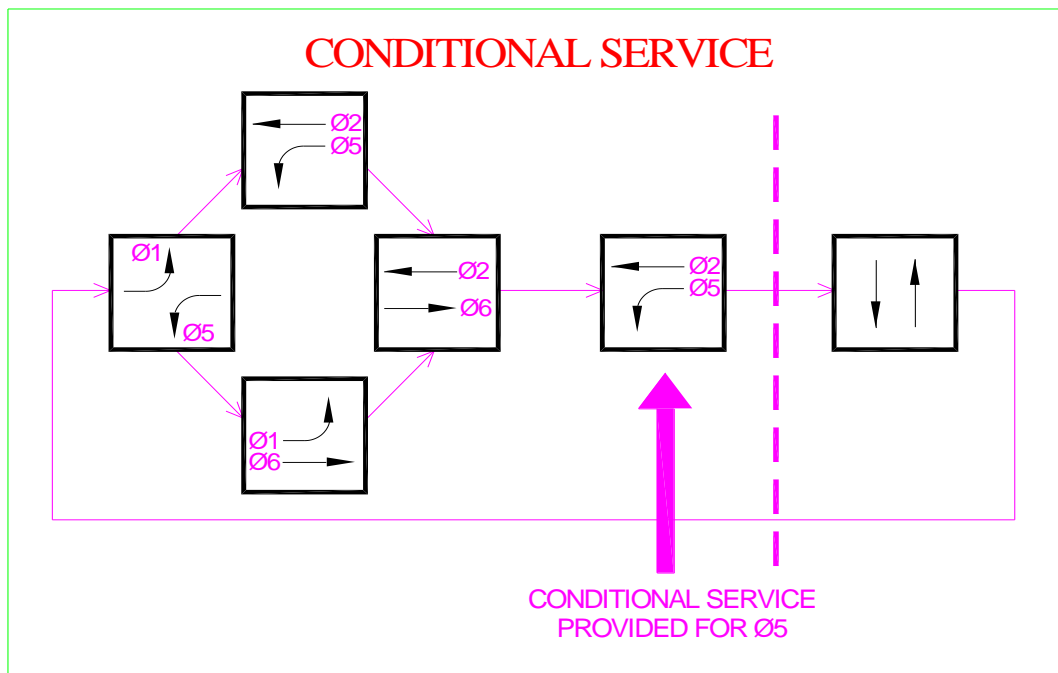 CONDITIONAL SERVICE
Ø2
Ø5
Ø1
Ø5
Ø2
Ø6
Ø2
Ø5
Ø1
Ø6
CONDITIONAL SERVICE
PROVIDED FOR Ø5